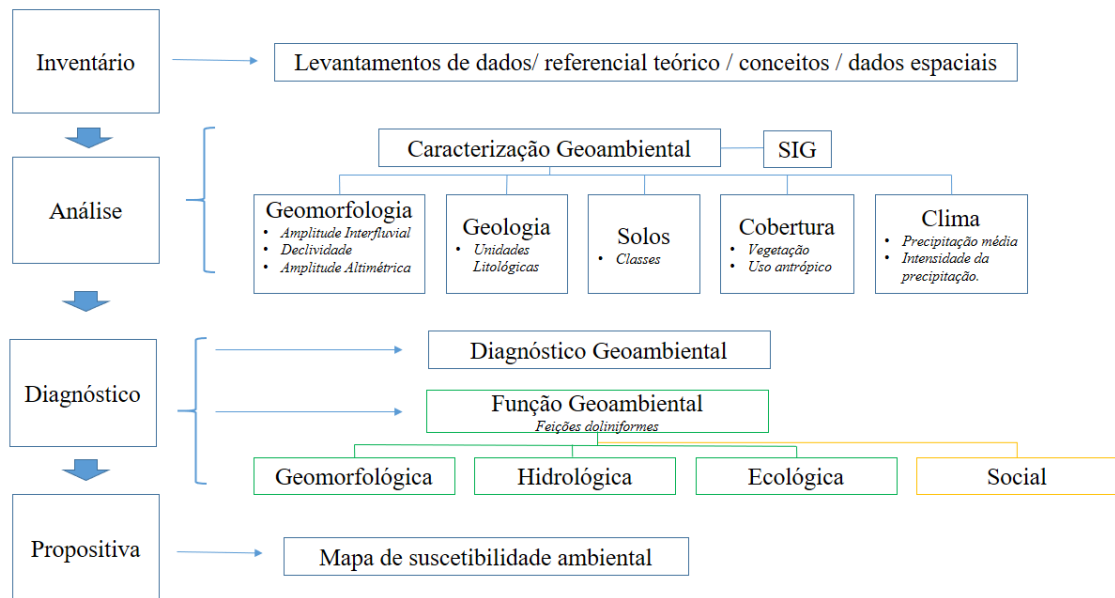 Inventário
Levantamentos de dados/ referencial teórico / conceitos / dados espaciais
Análise
Caracterização Geoambiental
SIG
Geomorfologia
• Amplitude Interfluvial
• Declividade
• Amplitude Altimétrica
Geologia
• Unidades
Litológicas
Solos
• Classes
Cobertura
• Vegetação
• Uso antrópico
Clima
• Precipitação média
• Intensidade da
precipitação.
Diagnóstico
Diagnóstico Geoambiental
Função Geoambiental
Feições doliniformes
Geomorfológica
Hidrológica
Ecológica
Social
Propositiva
Mapa de suscetibilidade ambiental